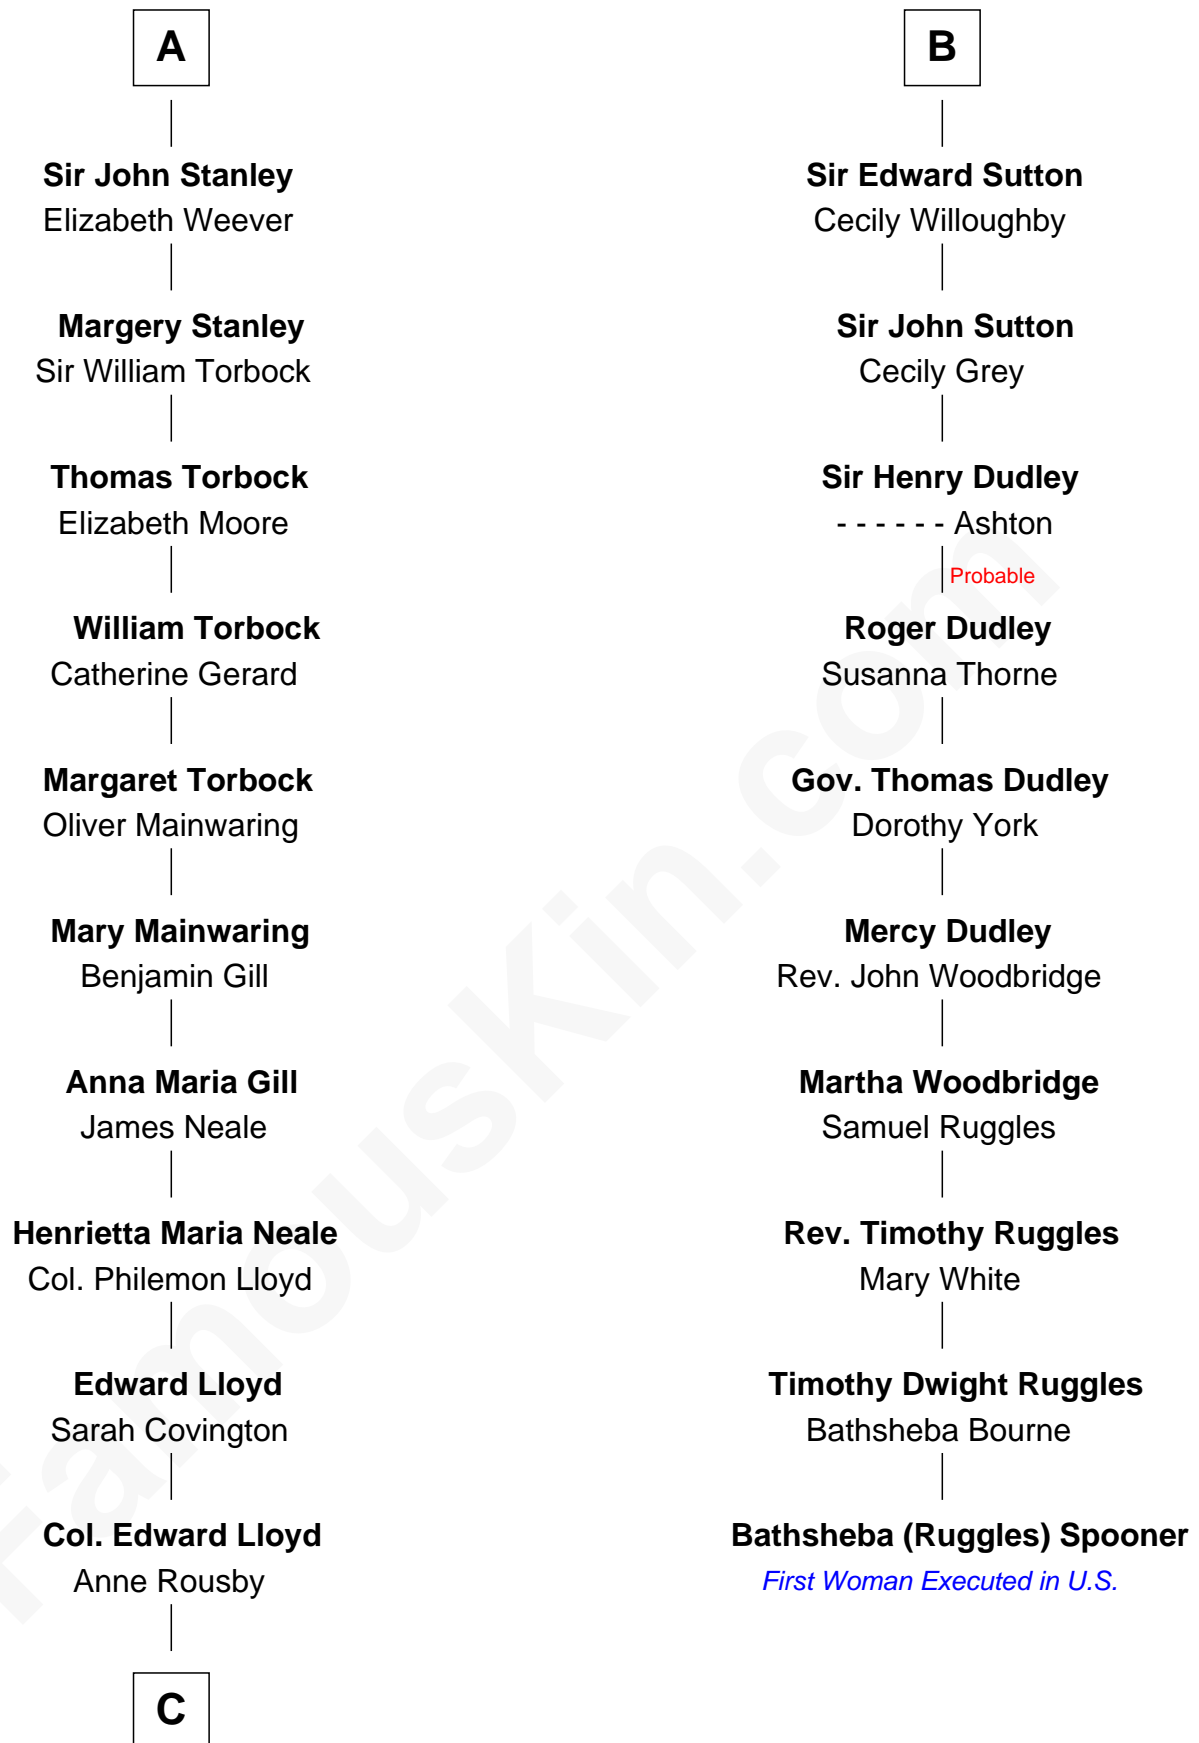 A
Sir John Stanley
Elizabeth Weever
Margery Stanley
Sir William Torbock
Thomas Torbock
Elizabeth Moore
William Torbock
Catherine Gerard
Margaret Torbock
Oliver Mainwaring
Mary Mainwaring
Benjamin Gill
Anna Maria Gill
James Neale
Henrietta Maria Neale
Col. Philemon Lloyd
Edward Lloyd
Sarah Covington
Col. Edward Lloyd
Anne Rousby
C
B
Sir Edward Sutton
Cecily Willoughby
Sir John Sutton
Cecily Grey
Sir Henry Dudley
- - - - - - Ashton
Probable
Roger Dudley
Susanna Thorne
Gov. Thomas Dudley
Dorothy York
Mercy Dudley
Rev. John Woodbridge
Martha Woodbridge
Samuel Ruggles
Rev. Timothy Ruggles
Mary White
Timothy Dwight Ruggles
Bathsheba Bourne
Bathsheba (Ruggles) Spooner
First Woman Executed in U.S.
FamousKin.com